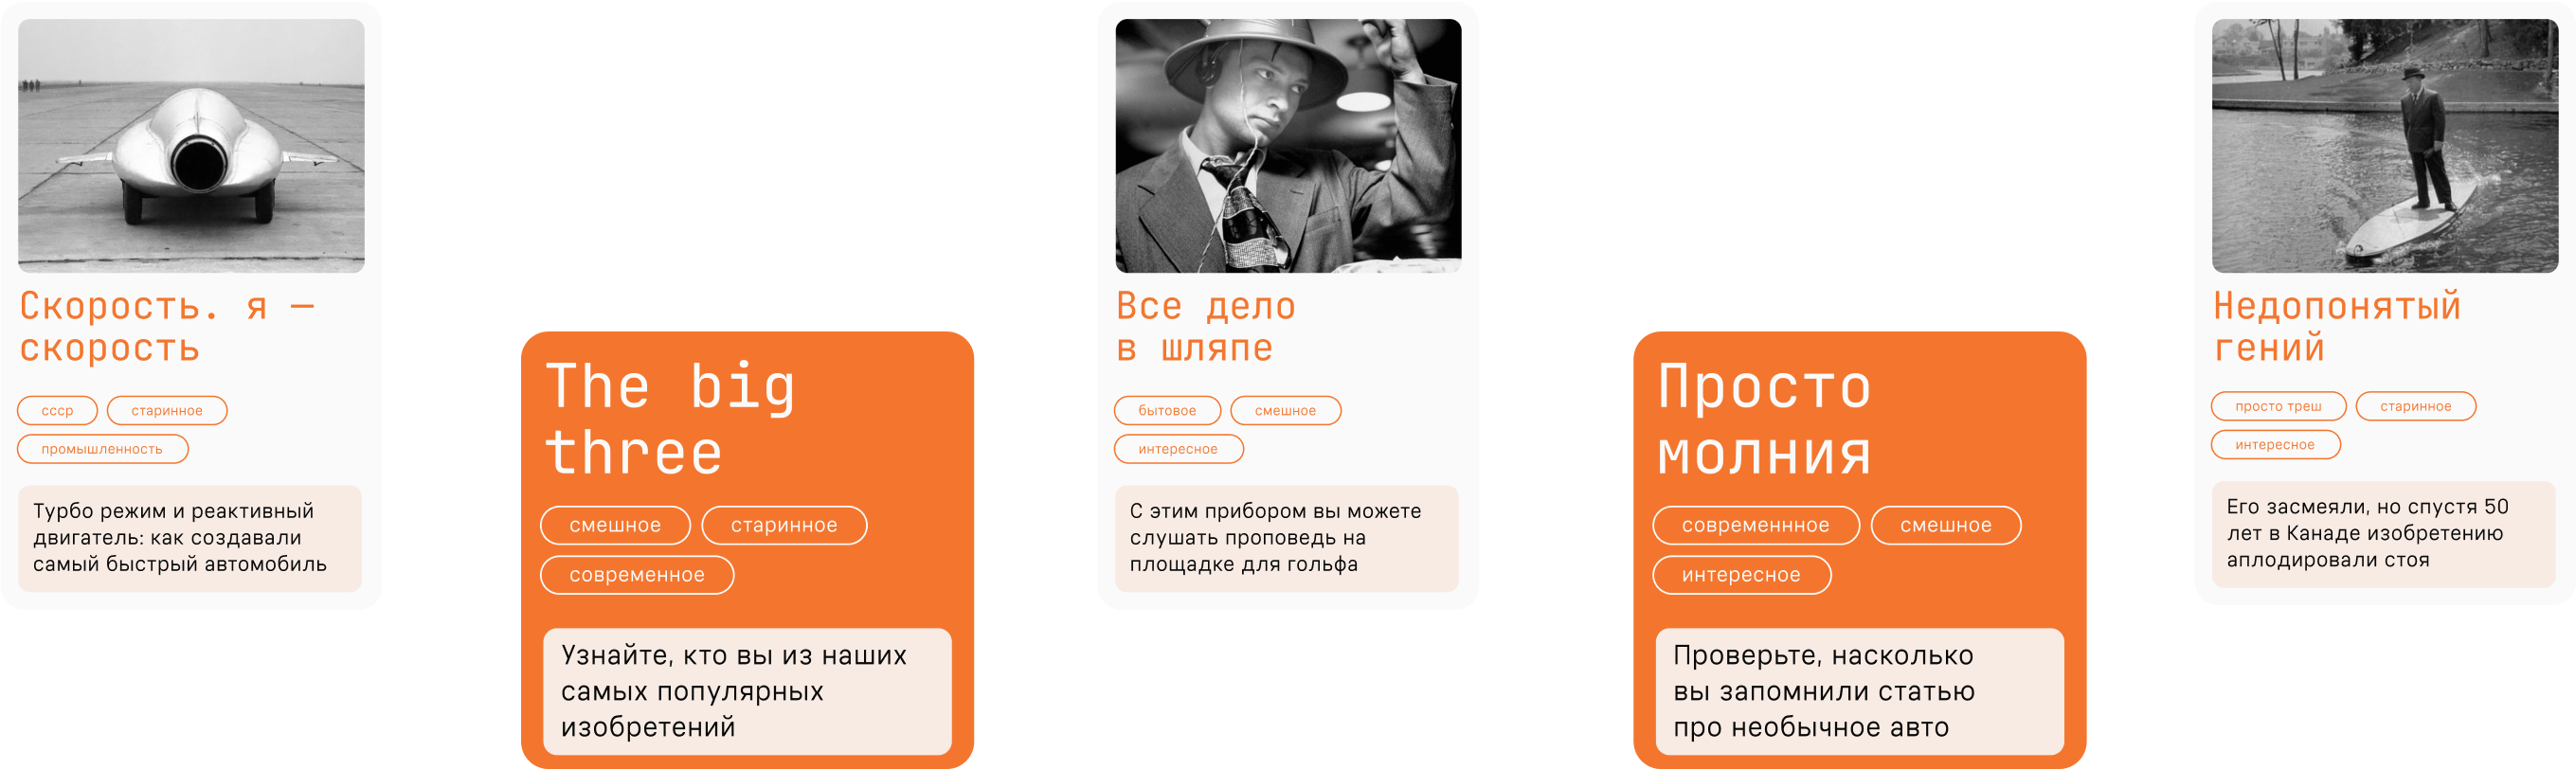 Скорость. я —
скорость
ссср
старинное
промышленность
Турбо режим и реактивный
двигатель: как создавали
самый быстрый автомобиль
The big
three
смешное
старинное
современное
Узнайте, кто вы из наших
самых популярных
изобретений
Все дело
в шляпе
бытовое
смешное
интересное
С этим прибором вы можете
слушать проповедь на
площадке для гольфа
Просто
молния
современнное
смешное
интересное
Проверьте, насколько
вы запомнили статью
про необычное авто
Недопонятый
гений
просто треш
старинное
интересное
Его засмеяли, но спустя 50
лет в Канаде изобретению
аплодировали стоя